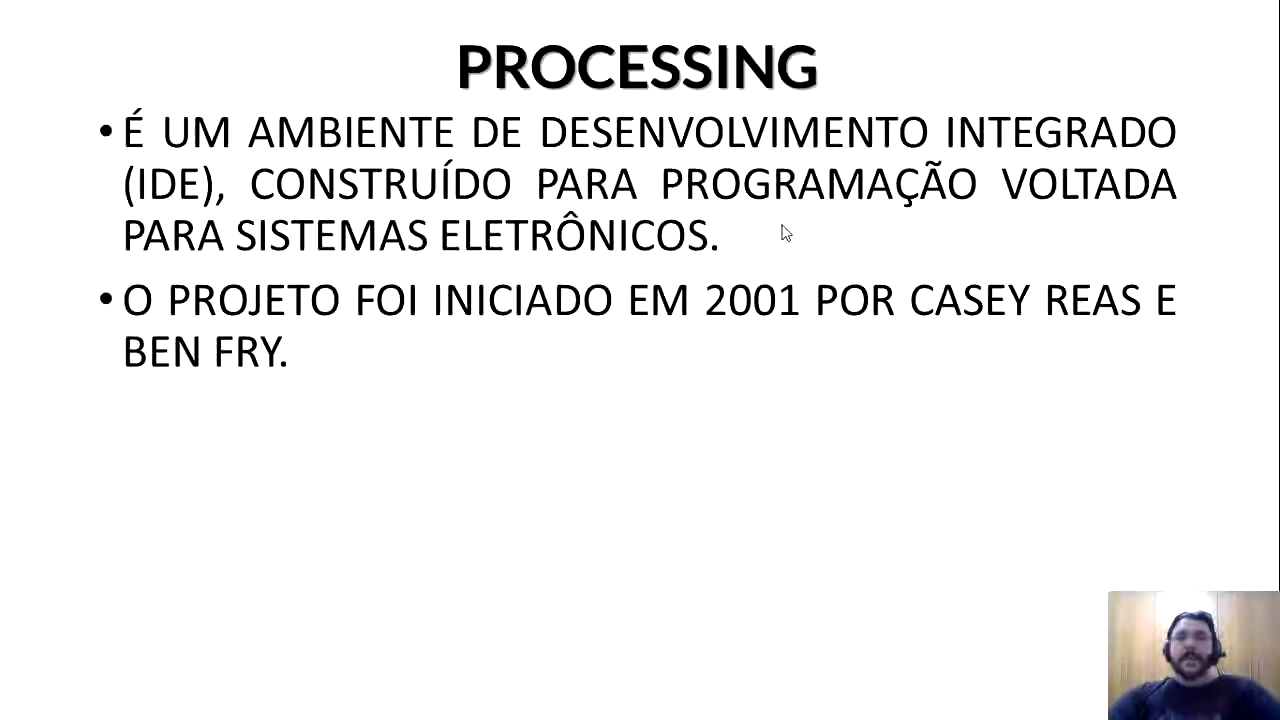 PROCESSING
•É UM AMBIENTE DE DESENVOLVIMENTO INTEGRADO
(IDE), CONSTRUÍDO PARA PROGRAMAÇÃO VOLTADA
PARA SISTEMAS ELETRÔNICOS.
•O PROJETO FOI INICIADO EM 2001 POR CASEY REAS E
BEN FRY.